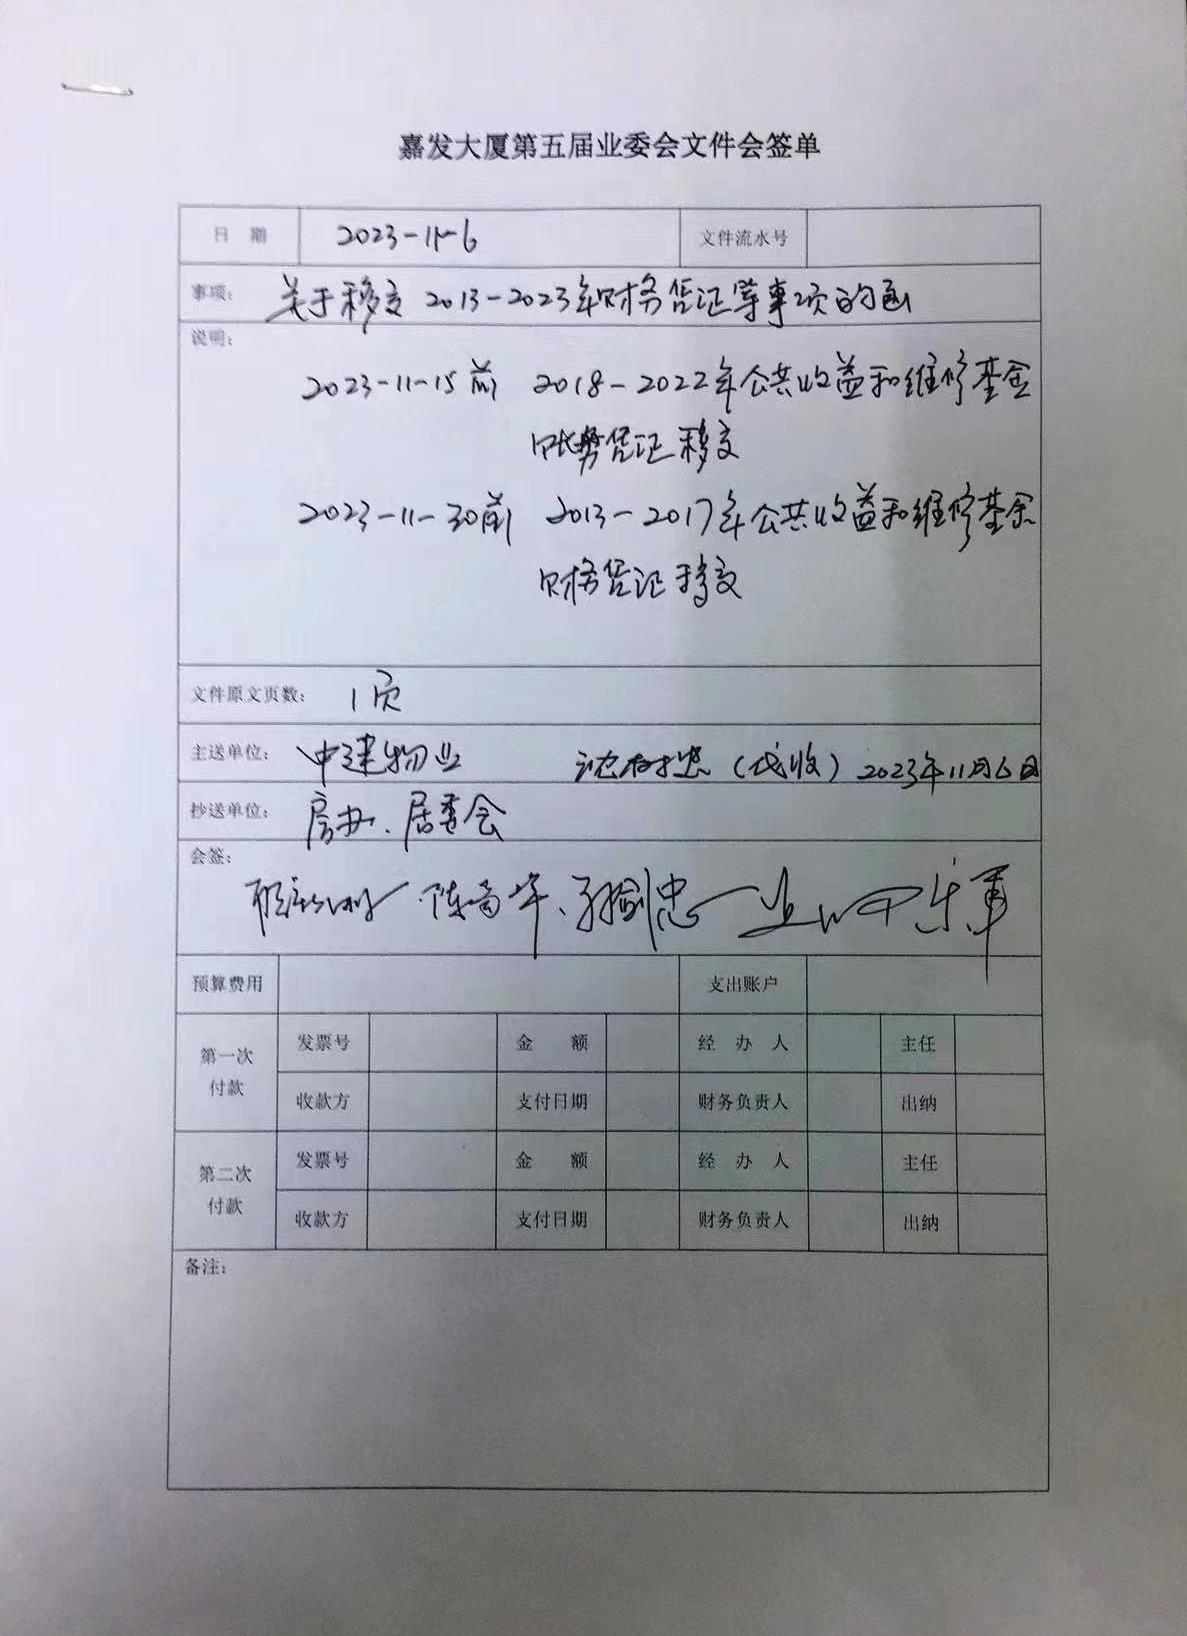 嘉发大厦第五届业委会文件会签单
日 期 2023-11-6 文件流水号
事项: 关于移交2013-2023年财务凭证等事项的函
说明:
2023-11-15前 2018-2022年公共收益和维修基金
财务凭证移交
2023-11-30前 2013-2017年公共收益和维修基金
财务凭证移交
文件原文页数: 1页
主送单位: 中建物业 (代收) 2023年11月6日
抄送单位: 房办、居委会
会签:
预算费用 支出账户
第一次付款 发票号 金 额 经 办 人 主任
收款方 支付日期 财务负责人 出纳
第二次付款 发票号 金 额 经 办 人 主任
收款方 支付日期 财务负责人 出纳
备注: